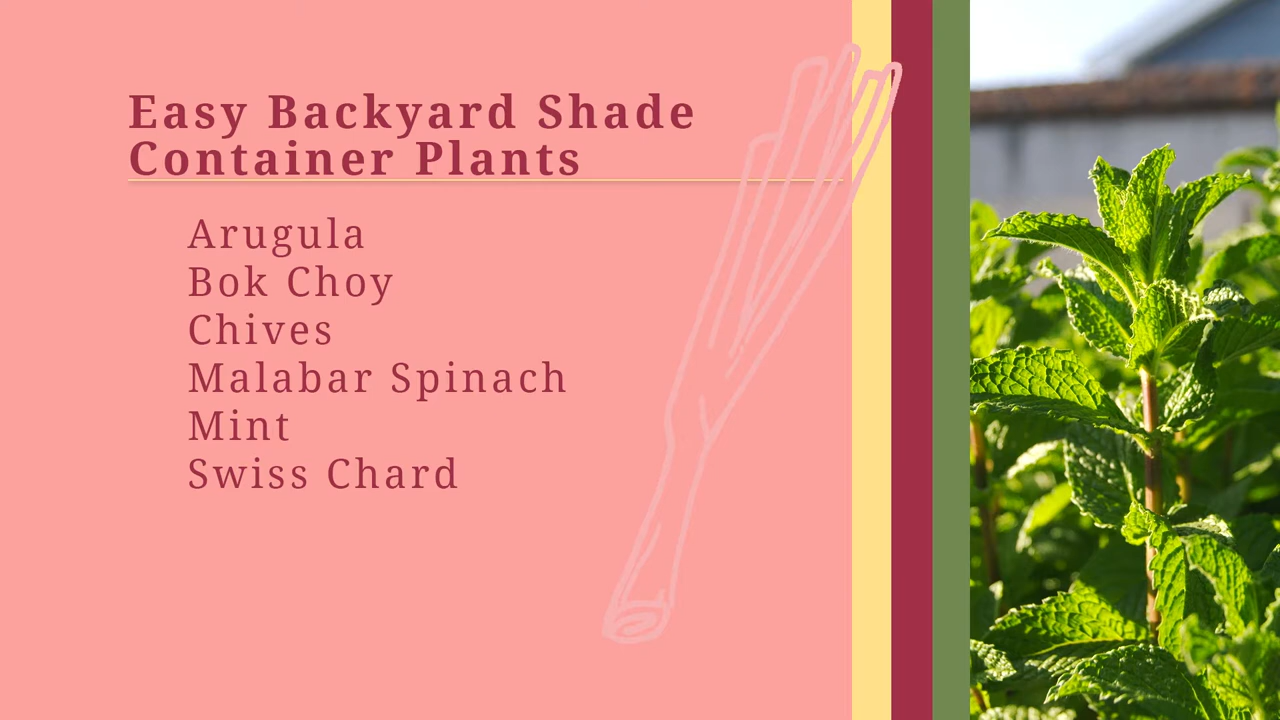 Easy Backyard Shade
Container Plants
Arugula
Bok Choy
Chives
Malabar Spinach
Mint
Swiss Chard